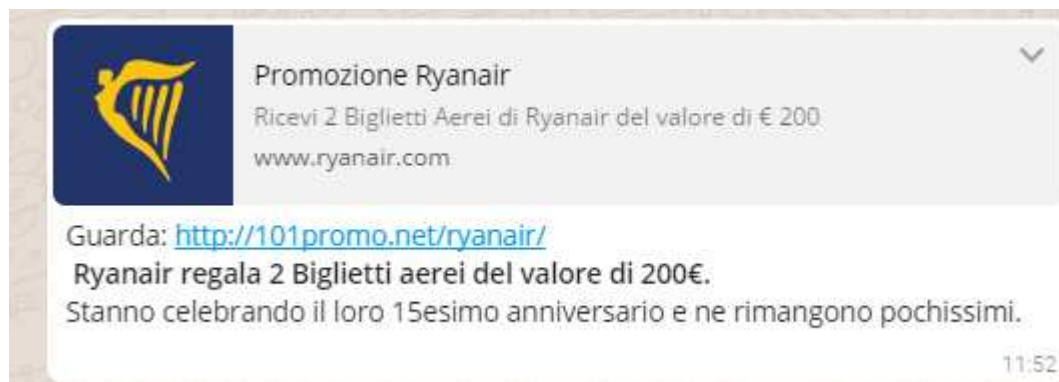 Promozione Ryanair
Ricevi 2 Biglietti Aerei di Ryanair del valore di € 200
www.ryanair.com
Guarda: http://101promo.net/ryanair/
Ryanair regala 2 Biglietti aerei del valore di 200€.
Stanno celebrando il loro 15esimo anniversario e ne rimangono pochissimi.
11:52